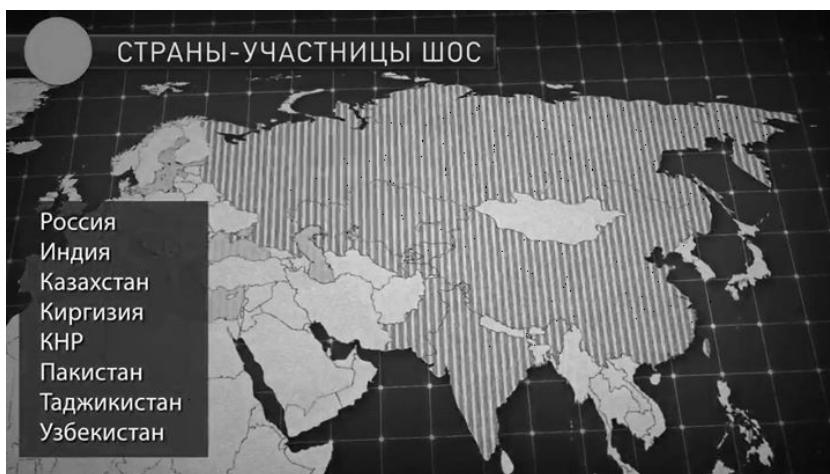 СТРАНЫ-УЧАСТНИЦЫ ШОС
Россия
Индия
Казахстан
Киргизия
КНР
Пакистан
Таджикистан
Узбекистан